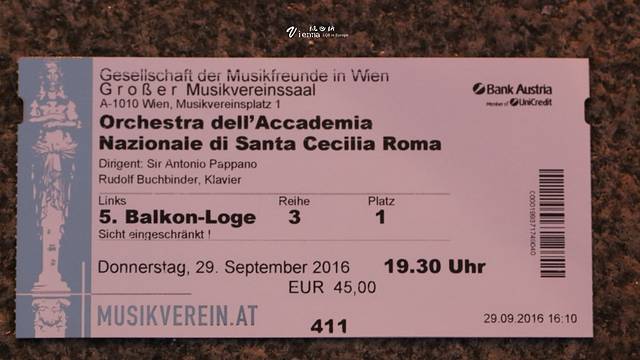 Vienna
Gesellschaft der Musikfreunde in Wien
Großer Musikvereinssaal
A-1010 Wien, Musikvereinsplatz 1
Bank Austria
Member of UniCredit
Orchestra dell'Accademia
Nazionale di Santa Cecilia Roma
Dirigent: Sir Antonio Pappano
Rudolf Buchbinder, Klavier
Links Reihe Platz
5. Balkon-Loge 3 1
Sicht eingeschränkt !
Donnerstag, 29. September 2016 19.30 Uhr
EUR 45,00
MUSIKVEREIN.AT
411
29.09.2016 16:10